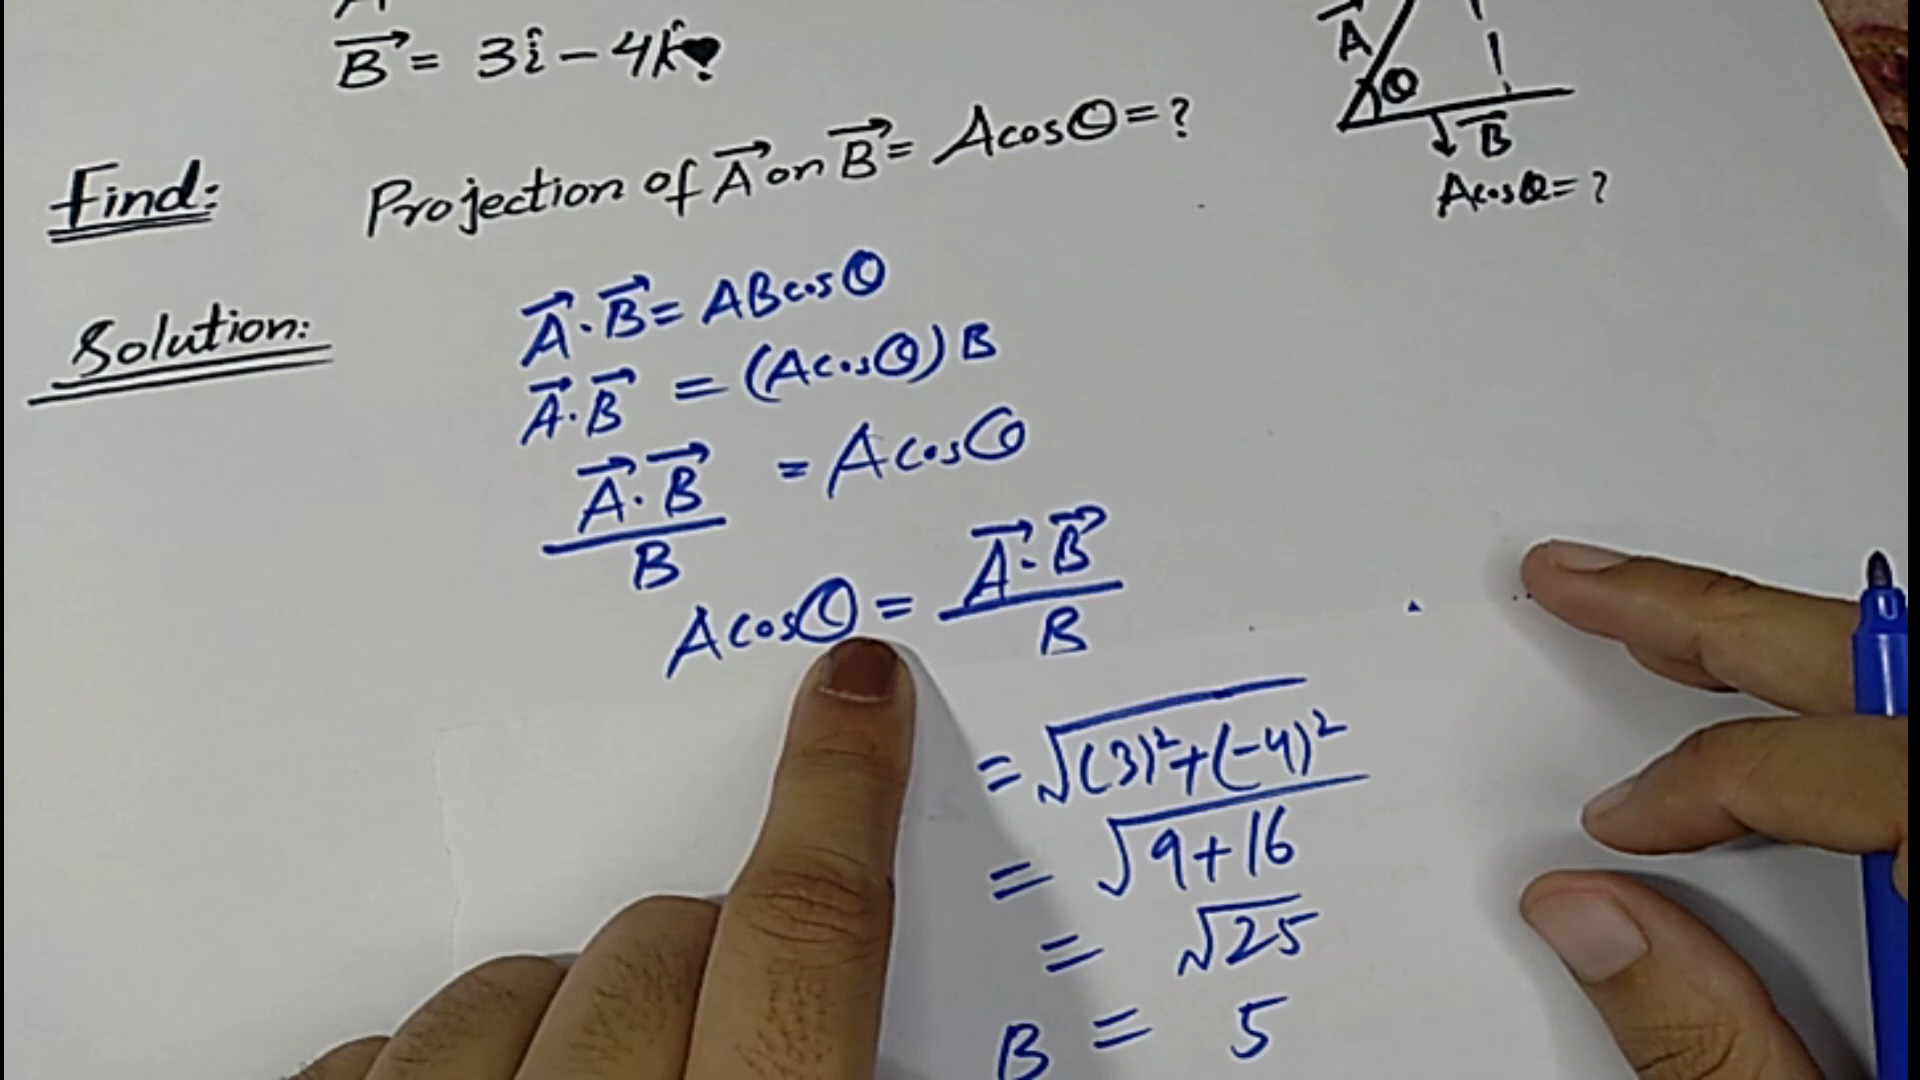 B = 3î - 4k̂
Find: Projection of A on B = Acosθ = ?
A
θ
B
Acosθ = ?
Solution:
A·B = ABcosθ
A·B = (Acosθ)B
A·B / B = Acosθ
Acosθ = A·B / B
= √(3)²+(-4)²
= √9+16
= √25
B = 5